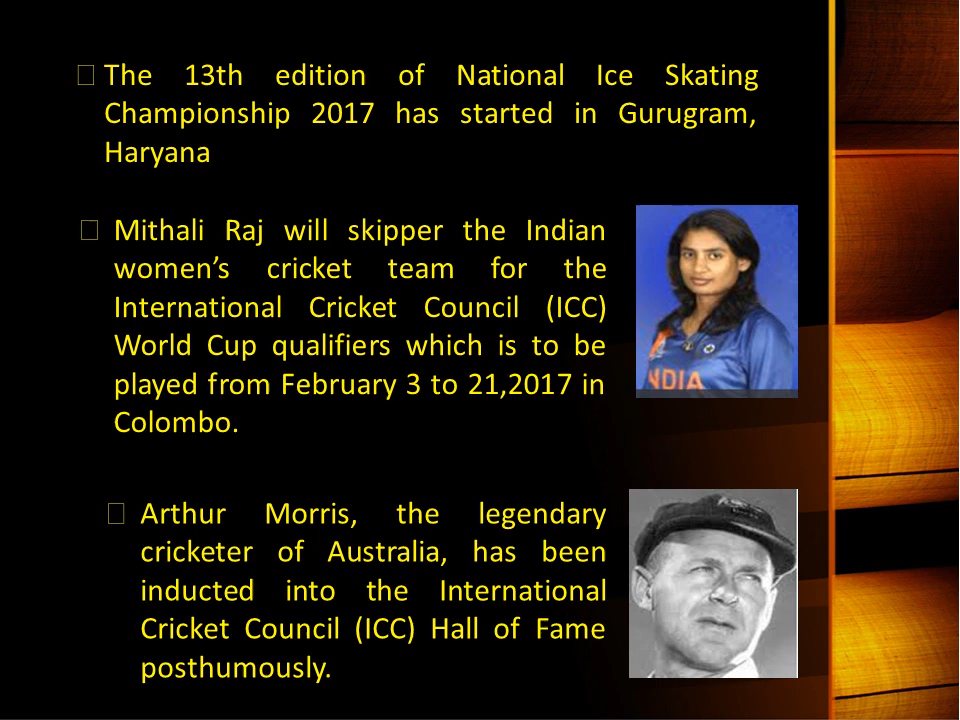 The 13th edition of National Ice Skating
Championship 2017 has started in Gurugram,
Haryana
Mithali Raj will skipper the Indian
women’s cricket team for the
International Cricket Council (ICC)
World Cup qualifiers which is to be
played from February 3 to 21,2017 in
Colombo.
INDIA
Arthur Morris, the legendary
cricketer of Australia, has been
inducted into the International
Cricket Council (ICC) Hall of Fame
posthumously.